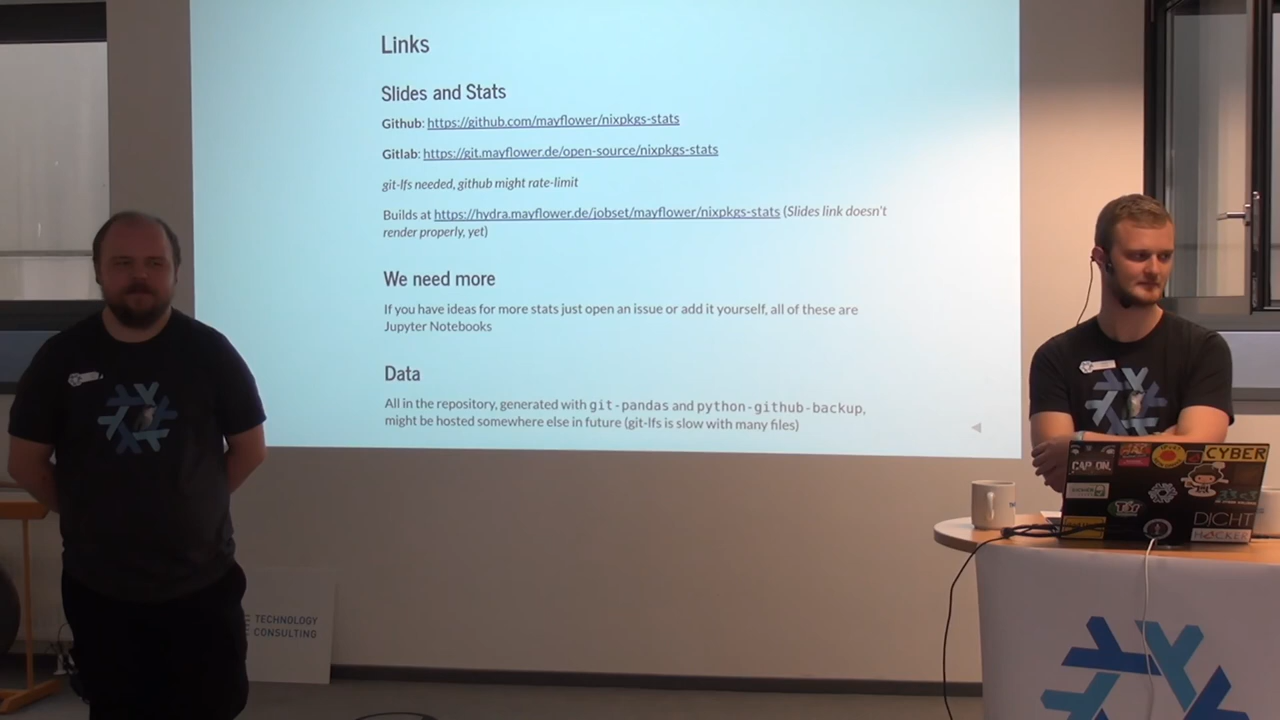 Links
Slides and Stats
Github: https://github.com/mayflower/nixpkgs-stats
Gitlab: https://git.mayflower.de/open-source/nixpkgs-stats
git-lfs needed, github might rate-limit
Builds at https://hydra.mayflower.de/jobset/mayflower/nixpkgs-stats (Slides link doesn't
render properly, yet)
We need more
If you have ideas for more stats just open an issue or add it yourself, all of these are
Jupyter Notebooks
Data
All in the repository, generated with git-pandas and python-github-backup,
might be hosted somewhere else in future (git-lfs is slow with many files)
CYBER
CAP ON
DICHT
HACKER
TECHNOLOGY
CONSULTING